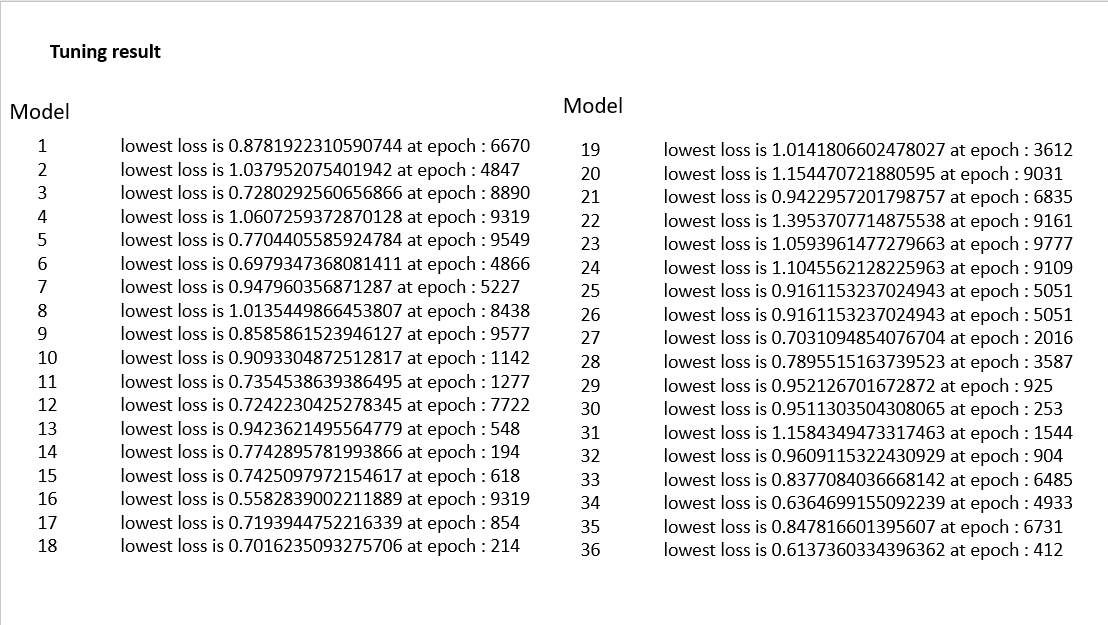 Tuning result
Model
1 lowest loss is 0.8781922310590744 at epoch : 6670
2 lowest loss is 1.037952075401942 at epoch : 4847
3 lowest loss is 0.7280292560656866 at epoch : 8890
4 lowest loss is 1.0607259372870128 at epoch : 9319
5 lowest loss is 0.7704405585924784 at epoch : 9549
6 lowest loss is 0.6979347368081411 at epoch : 4866
7 lowest loss is 0.947960356871287 at epoch : 5227
8 lowest loss is 1.0135449866453807 at epoch : 8438
9 lowest loss is 0.8585861523946127 at epoch : 9577
10 lowest loss is 0.9093304872512817 at epoch : 1142
11 lowest loss is 0.7354538639386495 at epoch : 1277
12 lowest loss is 0.7242230425278345 at epoch : 7722
13 lowest loss is 0.9423621495564779 at epoch : 548
14 lowest loss is 0.7742895781993866 at epoch : 194
15 lowest loss is 0.7425097972154617 at epoch : 618
16 lowest loss is 0.5582839002211889 at epoch : 9319
17 lowest loss is 0.7193944752216339 at epoch : 854
18 lowest loss is 0.7016235093275706 at epoch : 214
Model
19 lowest loss is 1.0141806602478027 at epoch : 3612
20 lowest loss is 1.154470721880595 at epoch : 9031
21 lowest loss is 0.9422957201798757 at epoch : 6835
22 lowest loss is 1.3953707714875538 at epoch : 9161
23 lowest loss is 1.0593961477279663 at epoch : 9777
24 lowest loss is 1.1045562128225963 at epoch : 9109
25 lowest loss is 0.9161153237024943 at epoch : 5051
26 lowest loss is 0.9161153237024943 at epoch : 5051
27 lowest loss is 0.7031094854076704 at epoch : 2016
28 lowest loss is 0.7895515163739523 at epoch : 3587
29 lowest loss is 0.952126701672872 at epoch : 925
30 lowest loss is 0.9511303504308065 at epoch : 253
31 lowest loss is 1.1584349473317463 at epoch : 1544
32 lowest loss is 0.9609115322430929 at epoch : 904
33 lowest loss is 0.8377084036668142 at epoch : 6485
34 lowest loss is 0.6364699155092239 at epoch : 4933
35 lowest loss is 0.847816601395607 at epoch : 6731
36 lowest loss is 0.6137360334396362 at epoch : 412